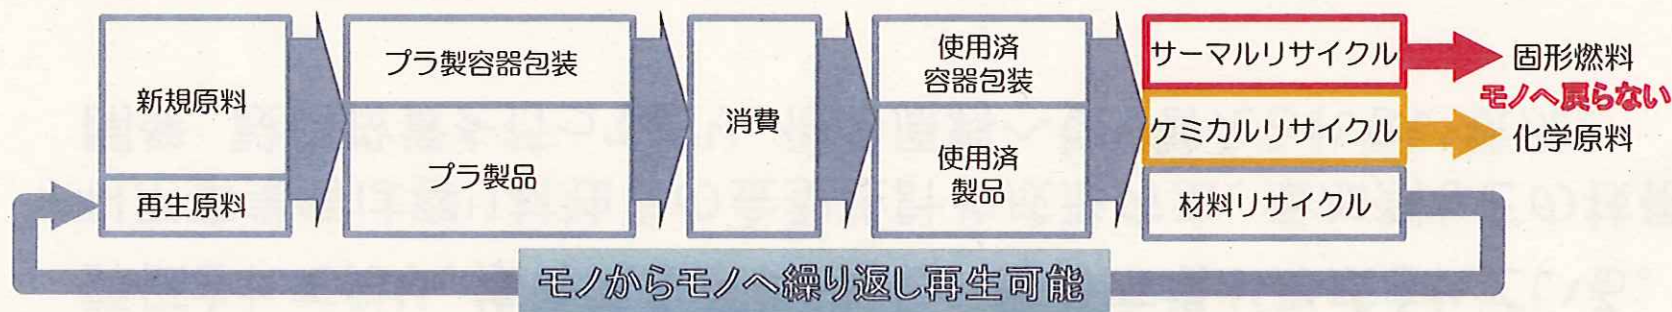 新規原料
再生原料
プラ製容器包装
プラ製品
消費
使用済
容器包装
使用済
製品
サーマルリサイクル
ケミカルリサイクル
材料リサイクル
固形燃料
モノへ戻らない
化学原料
モノからモノへ繰り返し再生可能